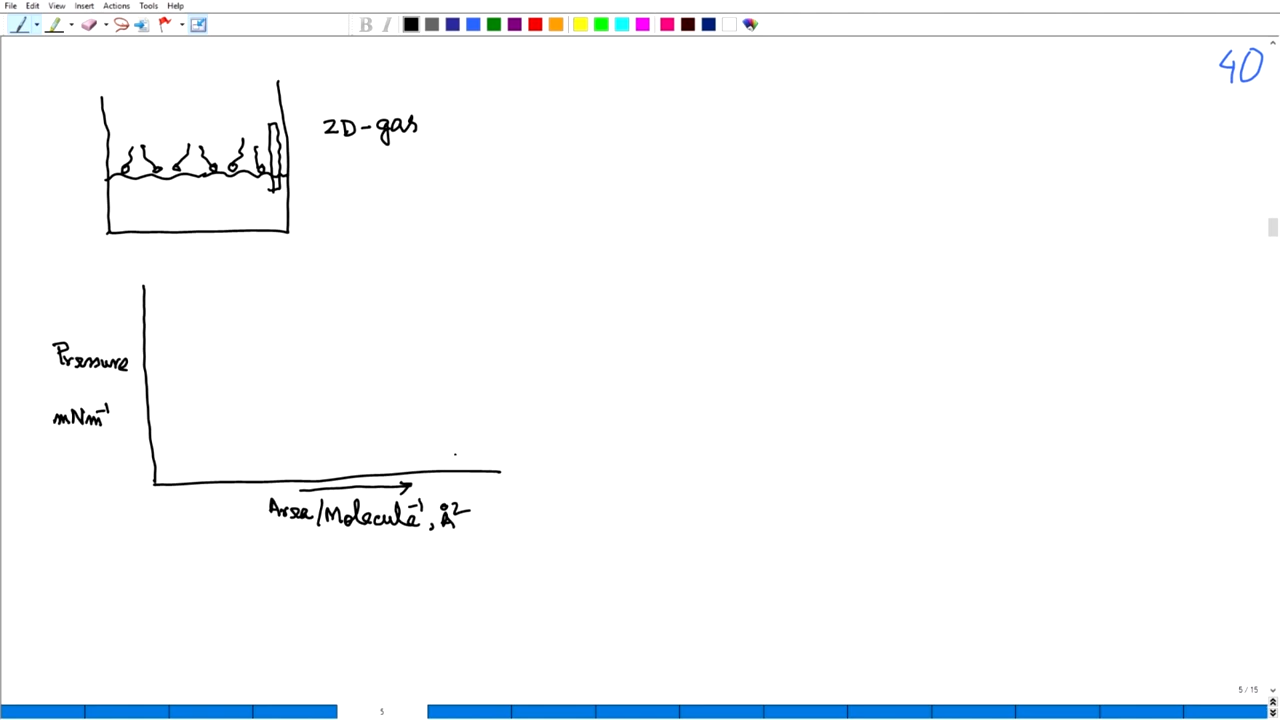 File Edit View Insert Actions Tools Help
B I
40
2D-gas
Pressure
mNm⁻¹
Area/Molecule⁻¹, Å²
5 / 15
5